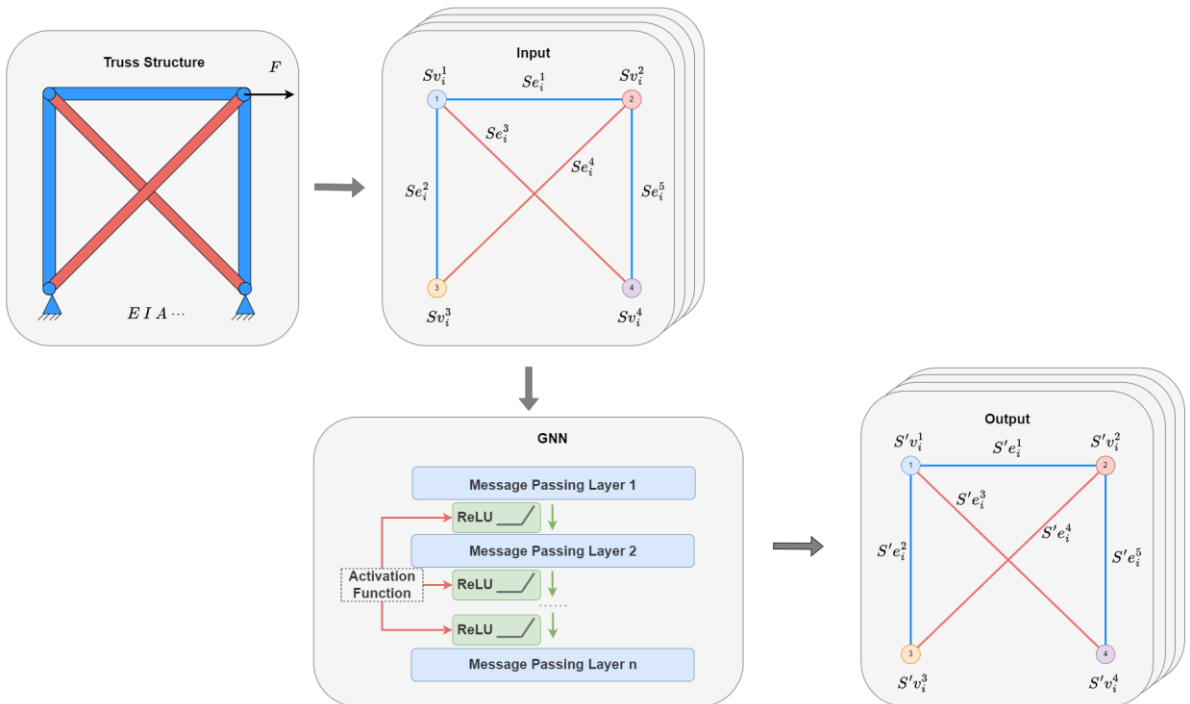 Truss Structure
F
E I A ⋯
Input
Sv_i^1
Se_i^1
Sv_i^2
1
2
Se_i^3
Se_i^4
Se_i^2
Se_i^5
3
4
Sv_i^3
Sv_i^4
GNN
Message Passing Layer 1
ReLU
Message Passing Layer 2
Activation
Function
ReLU
......
ReLU
Message Passing Layer n
Output
S'v_i^1
S'e_i^1
S'v_i^2
1
2
S'e_i^3
S'e_i^4
S'e_i^2
S'e_i^5
3
4
S'v_i^3
S'v_i^4